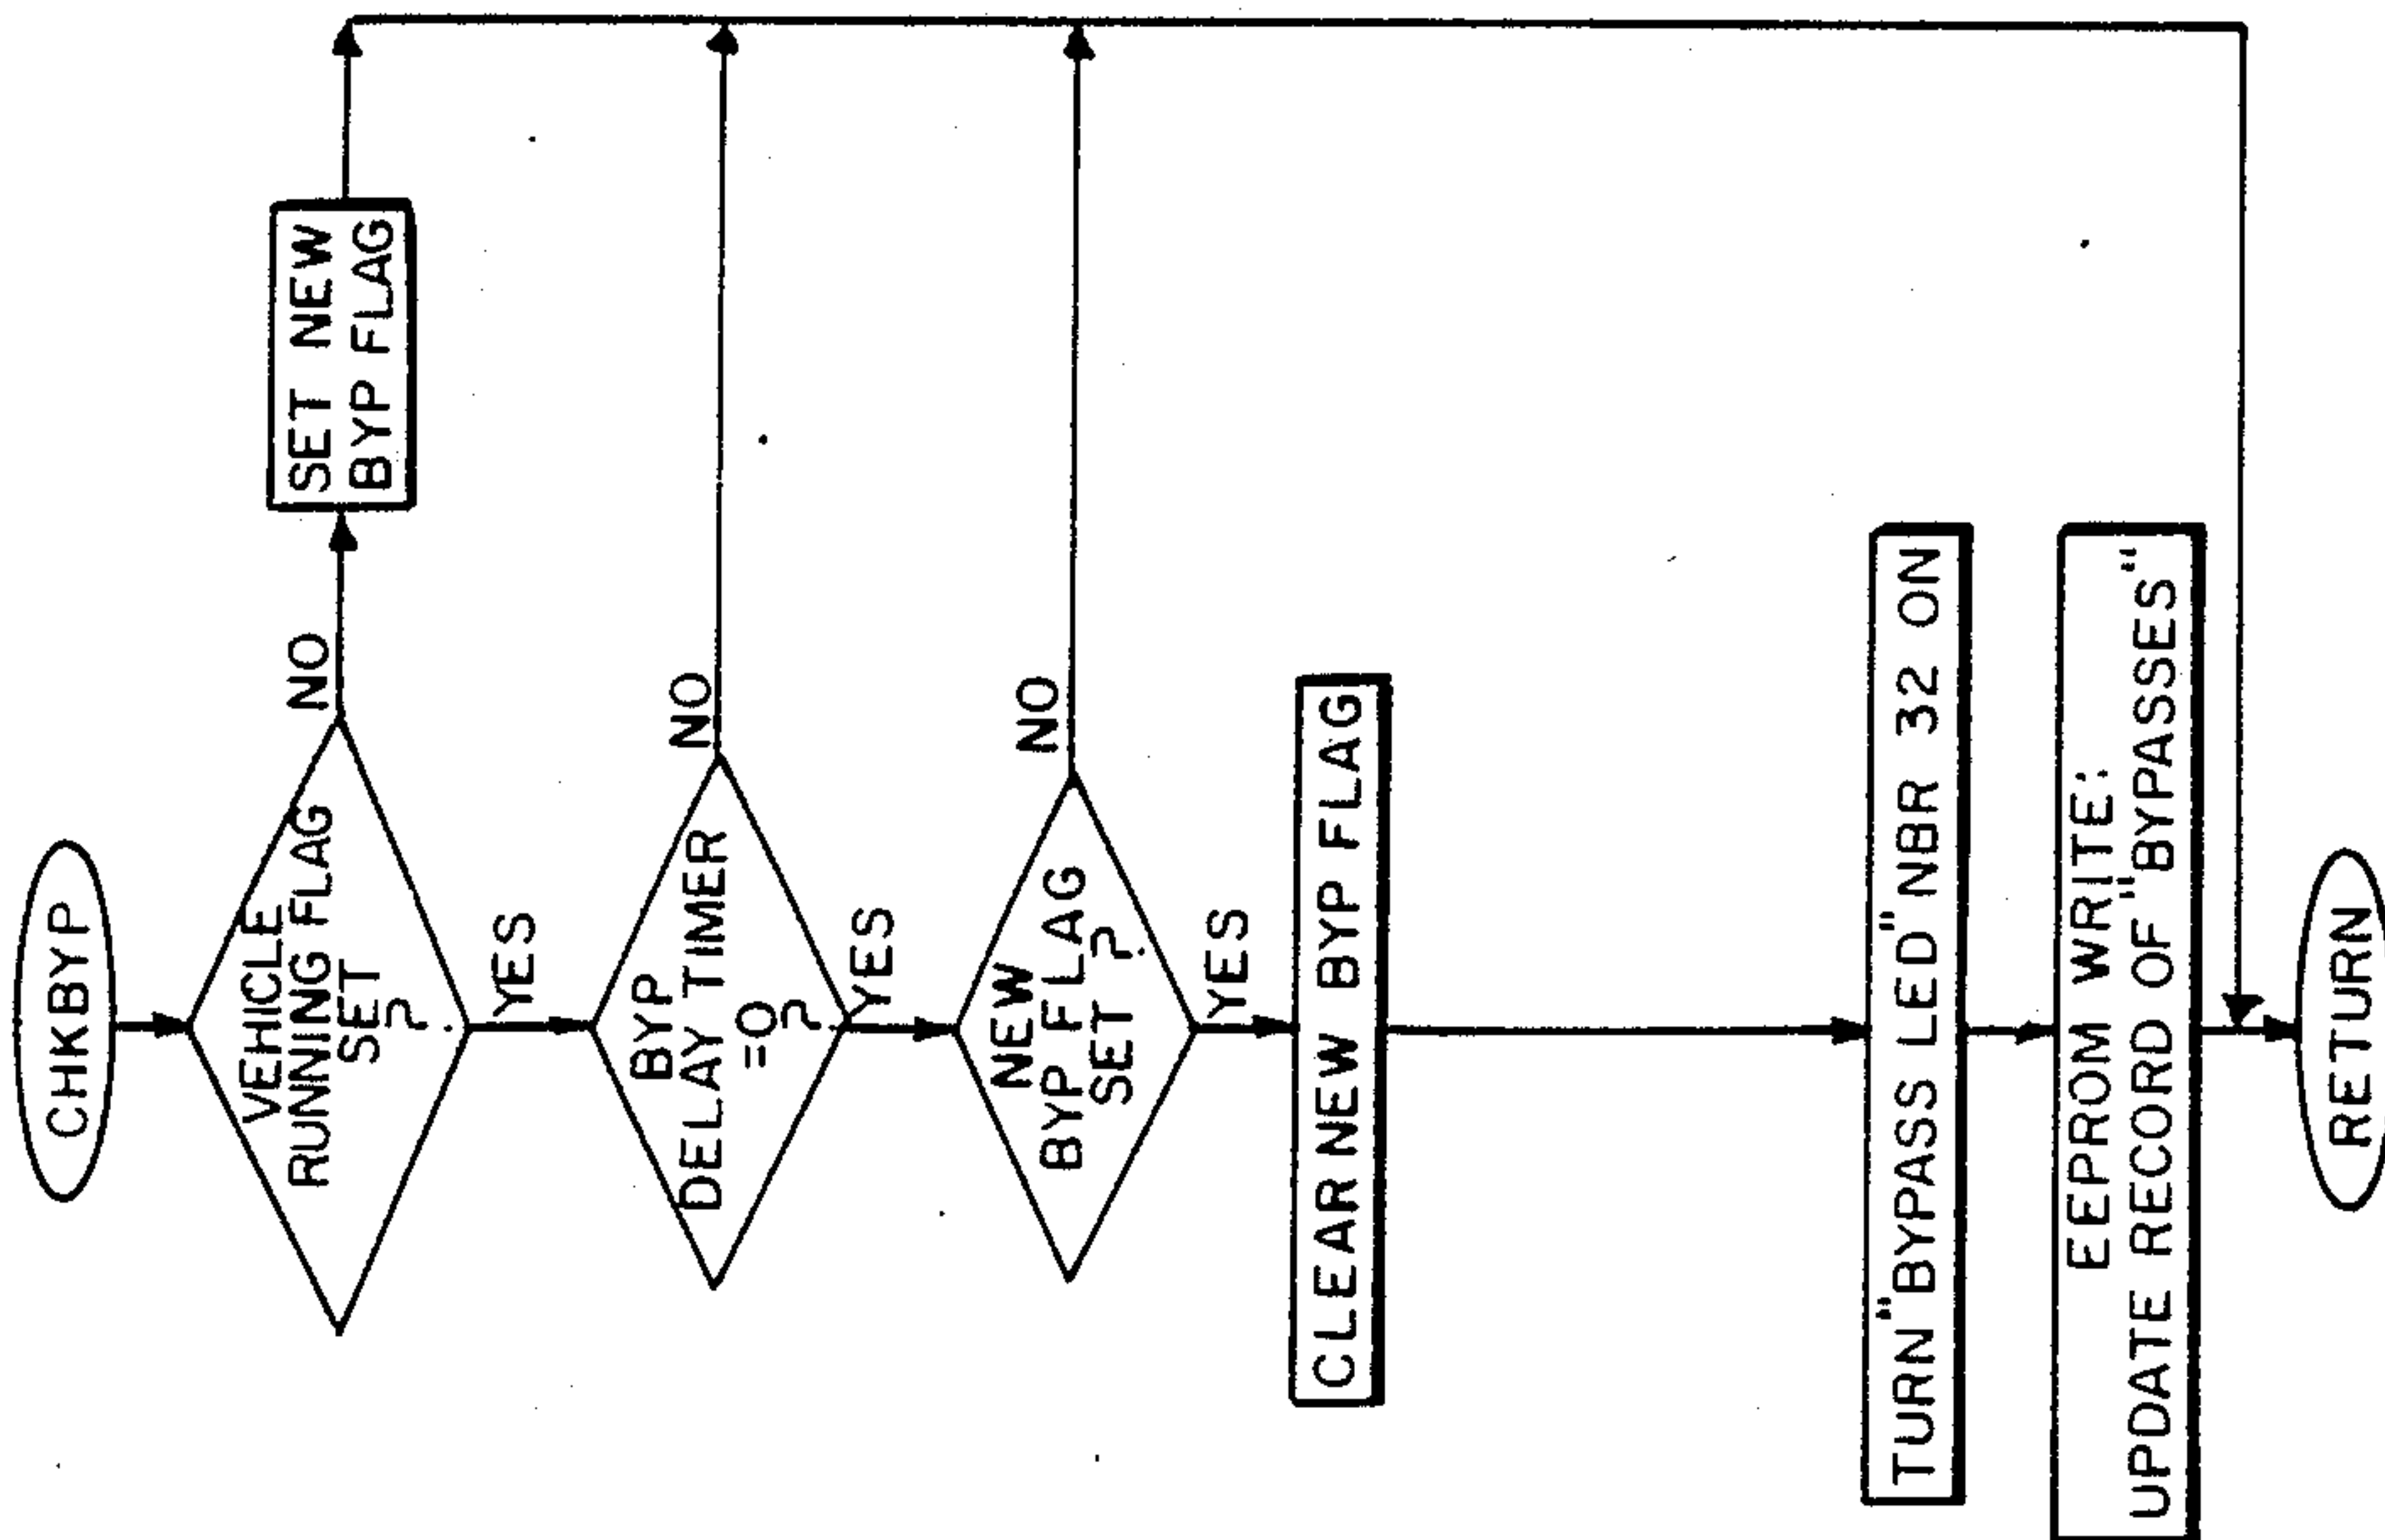 CHKBYP
VEHICLE
RUNNING FLAG
SET
?
NO
SET NEW
BYP FLAG
YES
BYP
DELAY TIMER
=0?
NO
YES
NEW
BYP FLAG
SET ?
NO
YES
CLEAR NEW BYP FLAG
TURN "BYPASS LED" NBR 32 ON
EEPROM WRITE:
UPDATE RECORD OF "BYPASSES"
RETURN